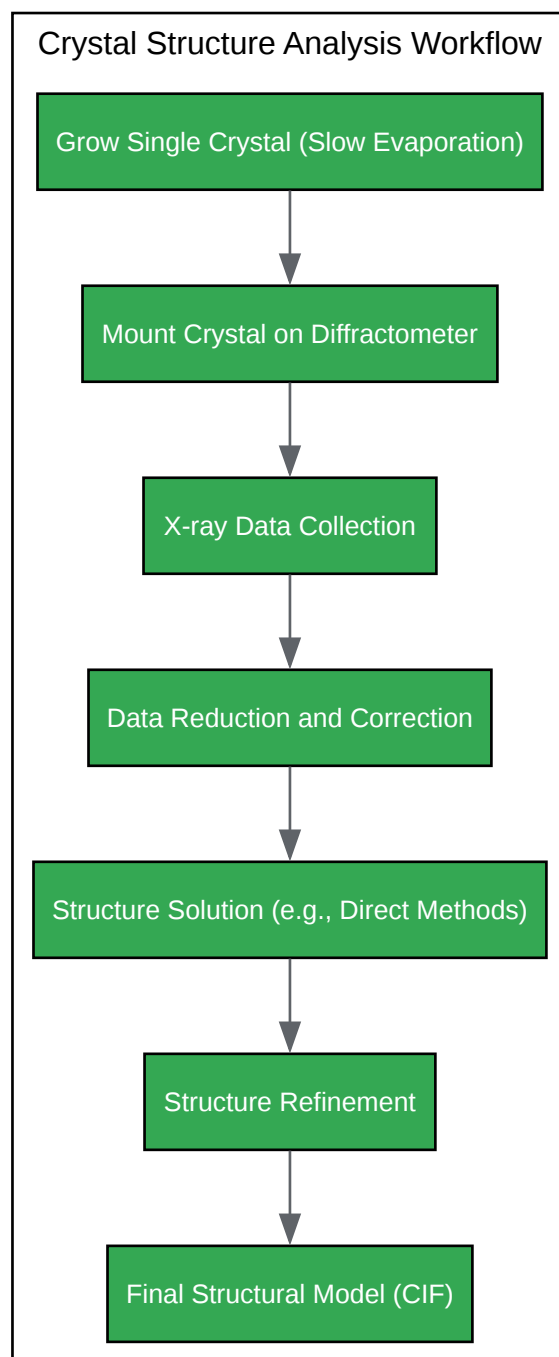 Crystal Structure Analysis Workflow
Grow Single Crystal (Slow Evaporation)
Mount Crystal on Diffractometer
X-ray Data Collection
Data Reduction and Correction
Structure Solution (e.g., Direct Methods)
Structure Refinement
Final Structural Model (CIF)